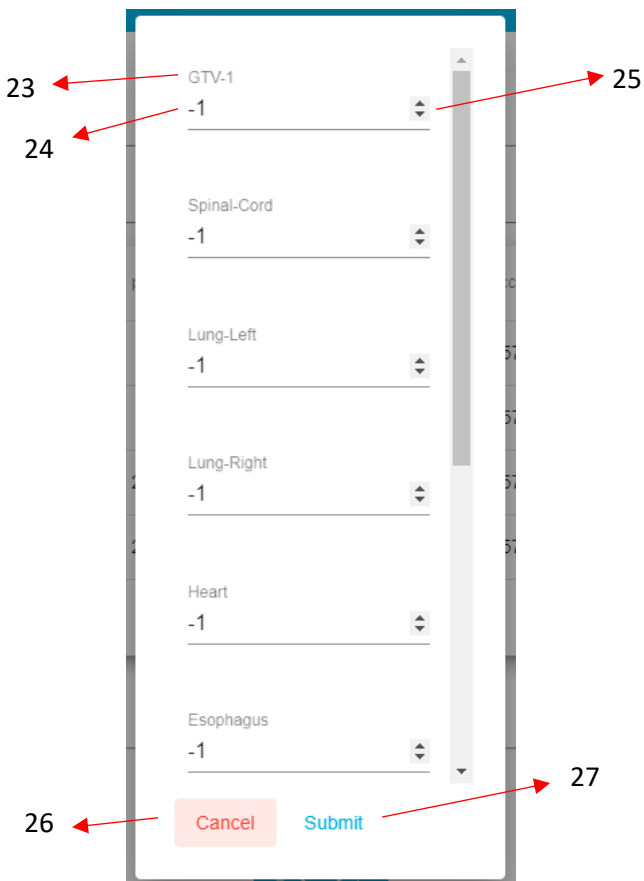 GTV-1
23
25
-1
24
Spinal-Cord
-1
Lung-Left
-1
Lung-Right
-1
Heart
-1
Esophagus
-1
27
26
Cancel Submit